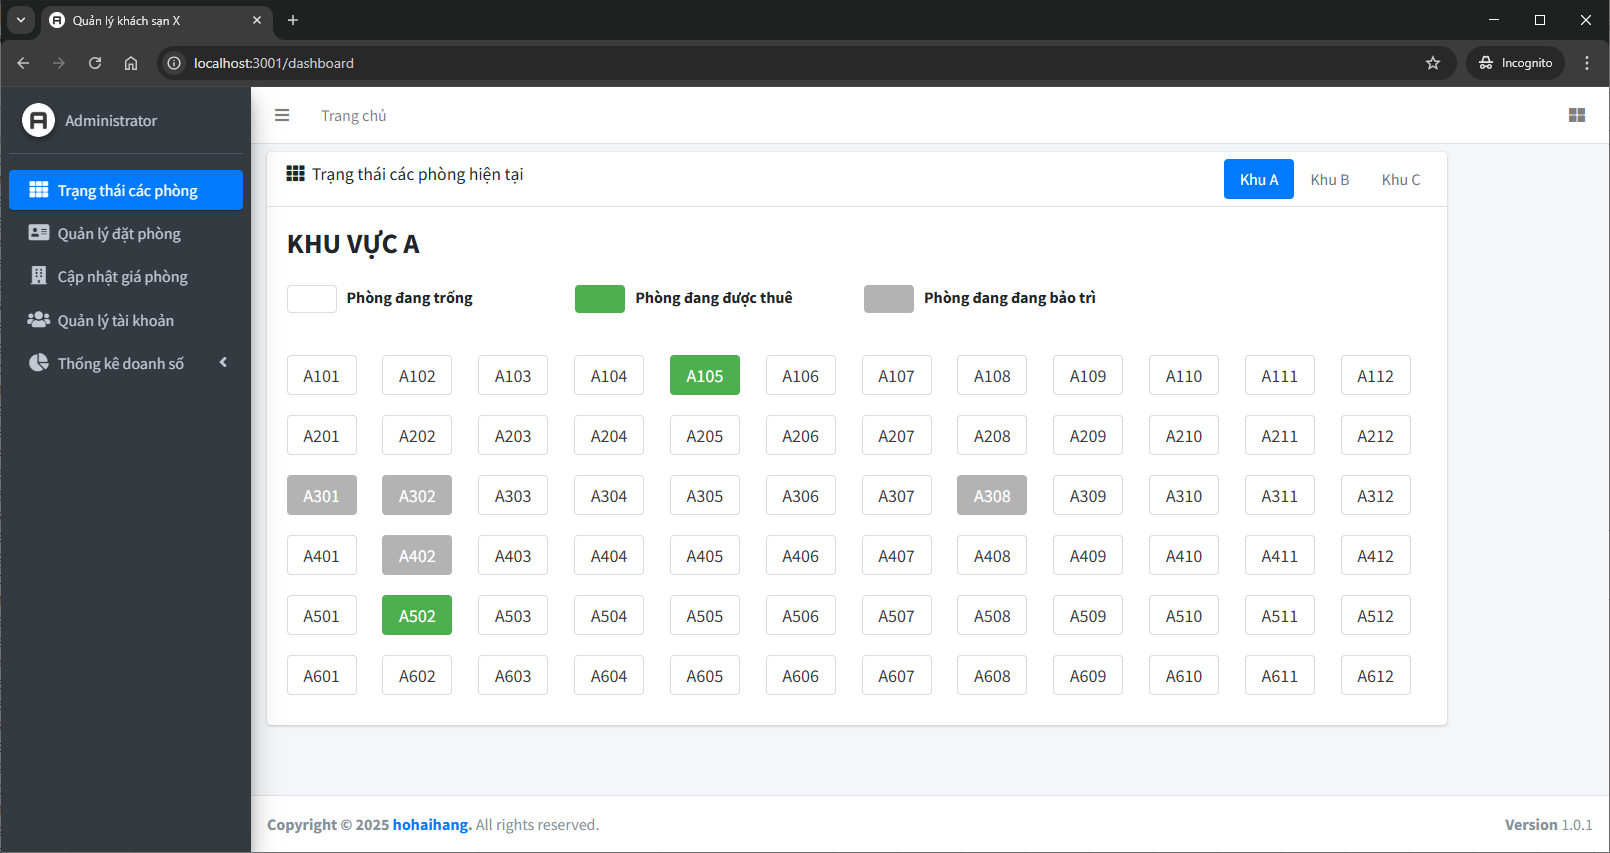 Quản lý khách sạn X
localhost:3001/dashboard
Incognito
Administrator
Trang chủ
Trạng thái các phòng
Quản lý đặt phòng
Cập nhật giá phòng
Quản lý tài khoản
Thống kê doanh số
Trạng thái các phòng hiện tại
Khu A Khu B Khu C
KHU VỰC A
Phòng đang trống Phòng đang được thuê Phòng đang đang bảo trì
A101 A102 A103 A104 A105 A106 A107 A108 A109 A110 A111 A112
A201 A202 A203 A204 A205 A206 A207 A208 A209 A210 A211 A212
A301 A302 A303 A304 A305 A306 A307 A308 A309 A310 A311 A312
A401 A402 A403 A404 A405 A406 A407 A408 A409 A410 A411 A412
A501 A502 A503 A504 A505 A506 A507 A508 A509 A510 A511 A512
A601 A602 A603 A604 A605 A606 A607 A608 A609 A610 A611 A612
Copyright © 2025 hohaihang. All rights reserved.
Version 1.0.1